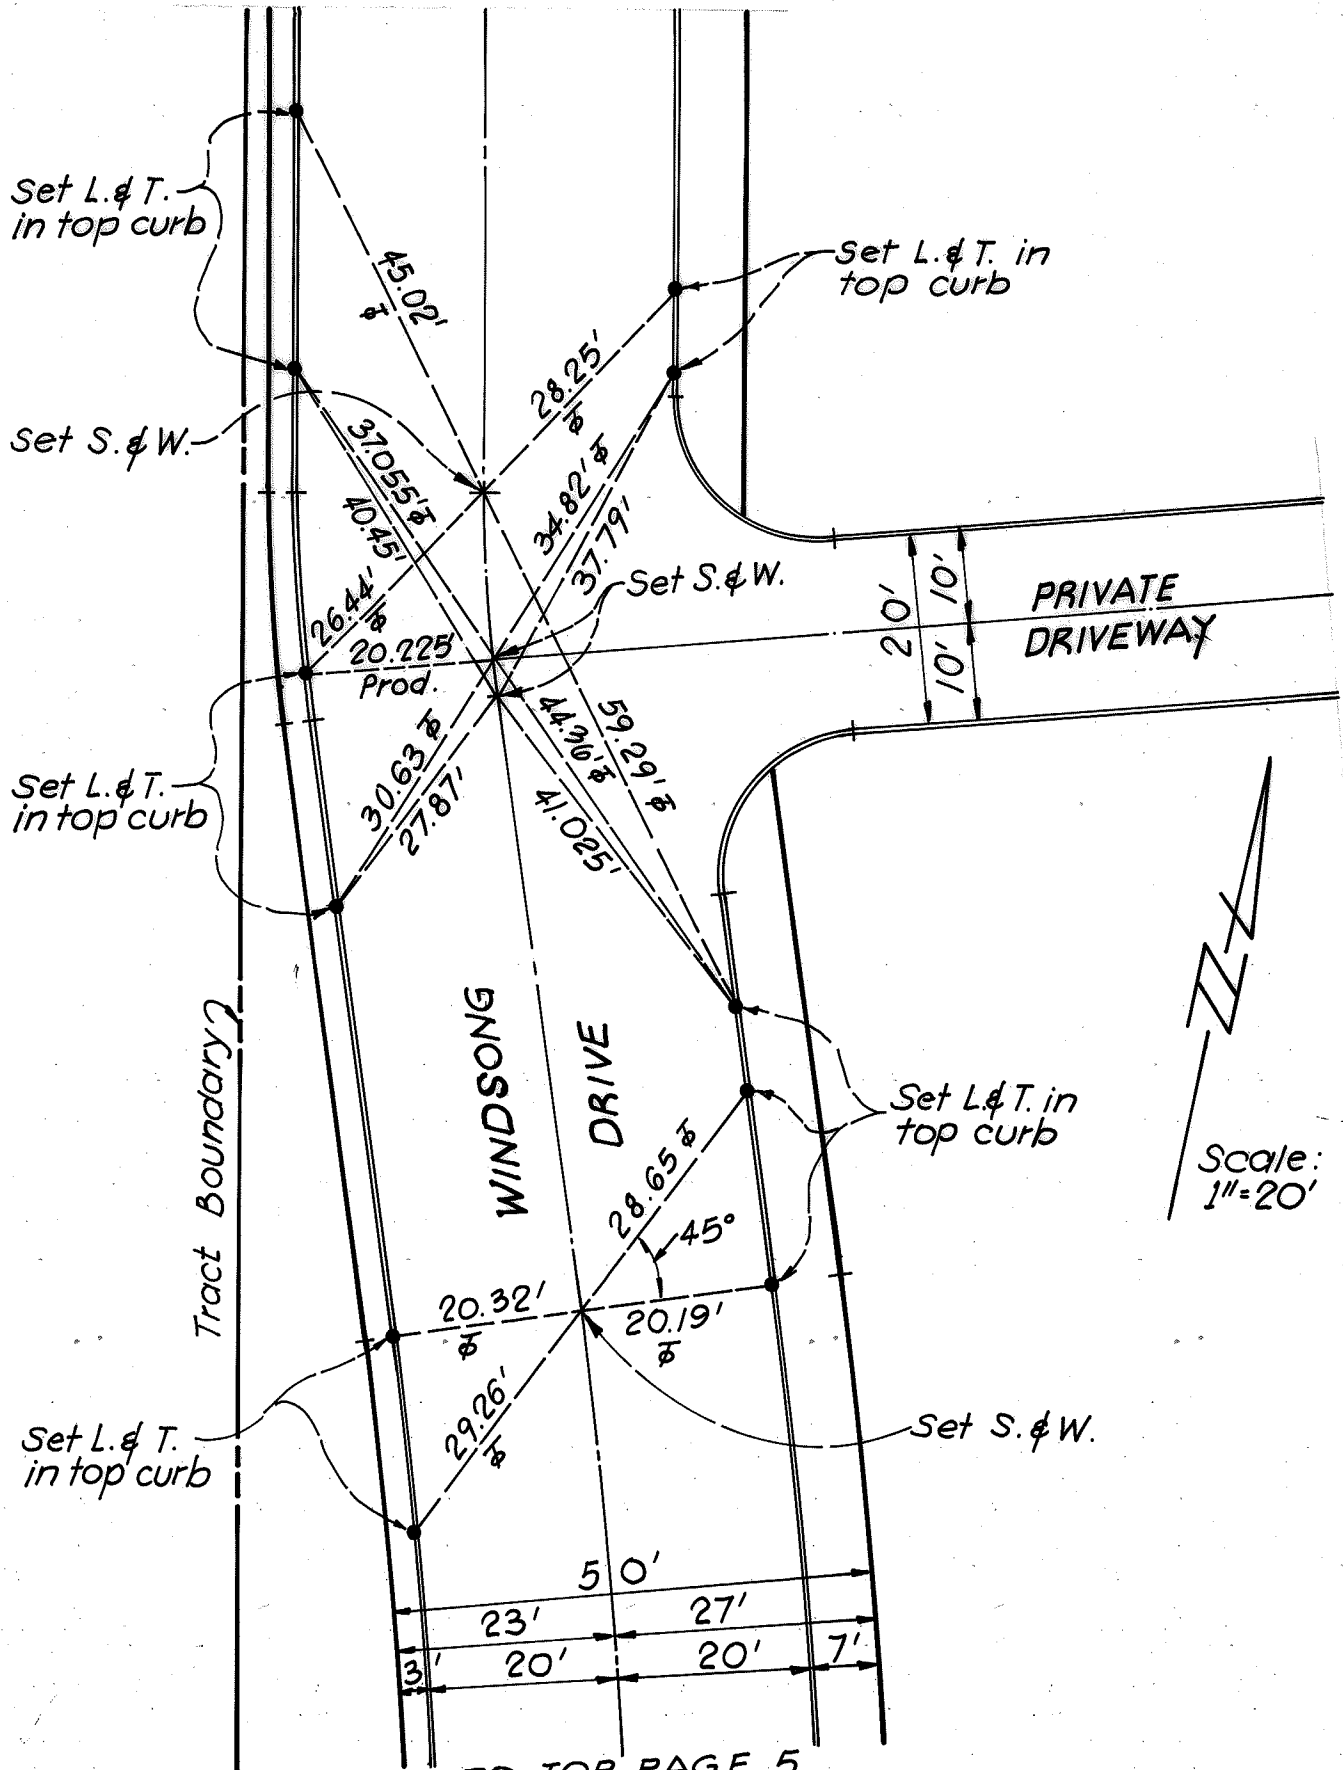 Set L.& T.
in top curb
45.02'
Set L.& T. in
top curb
28.25'
Set S.& W.
37.055'
40.45'
34.82'
37.79'
Set S.& W.
26.44'
20.225'
Prod.
20'
10'
10'
PRIVATE
DRIVEWAY
Set L.& T.
in top curb
30.63
27.87'
44.36'
59.29'
41.025'
WINDSONG
DRIVE
Tract Boundary
Set L.& T. in
top curb
Scale:
1"=20'
N
28.65
45°
20.32'
20.19'
29.26'
Set L.& T.
in top curb
Set S.& W.
50'
23'
27'
3'
20'
20'
7'
TOP PAGE 5